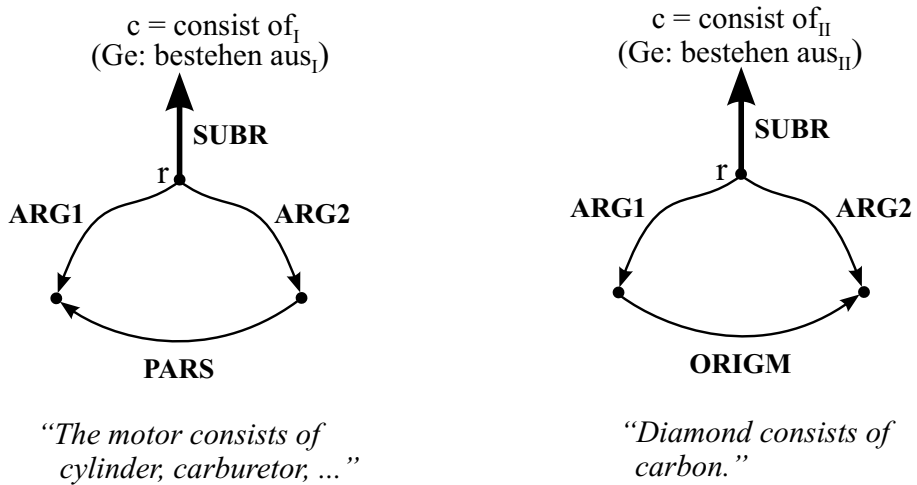 c = consist of_I
(Ge: bestehen aus_I)
SUBR
r
ARG1
ARG2
PARS
“The motor consists of
cylinder, carburetor, ...”
c = consist of_II
(Ge: bestehen aus_II)
SUBR
r
ARG1
ARG2
ORIGM
“Diamond consists of
carbon.”